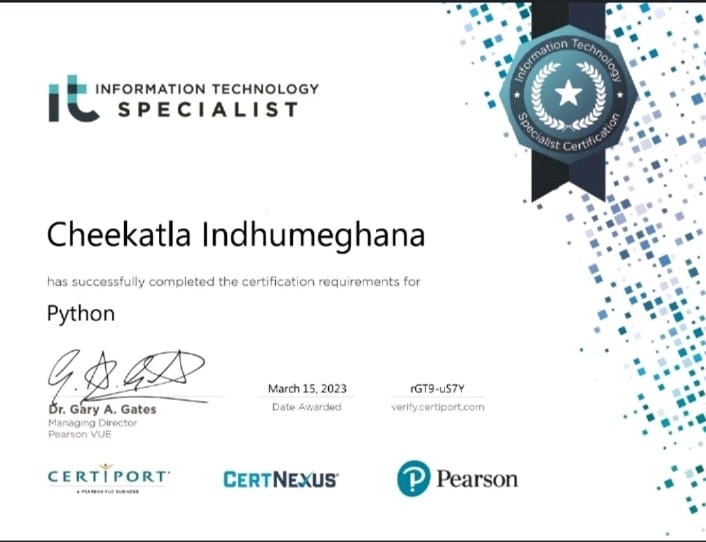 it INFORMATION TECHNOLOGY
SPECIALIST
Information Technology
Specialist Certification
Cheekatla Indhumeghana
has successfully completed the certification requirements for
Python
Dr. Gary A. Gates
Managing Director
Pearson VUE
March 15, 2023
Date Awarded
rGT9-uS7Y
verify.certiport.com
CERTIPORT
A PEARSON VUE BUSINESS
CERTNEXUS
P Pearson